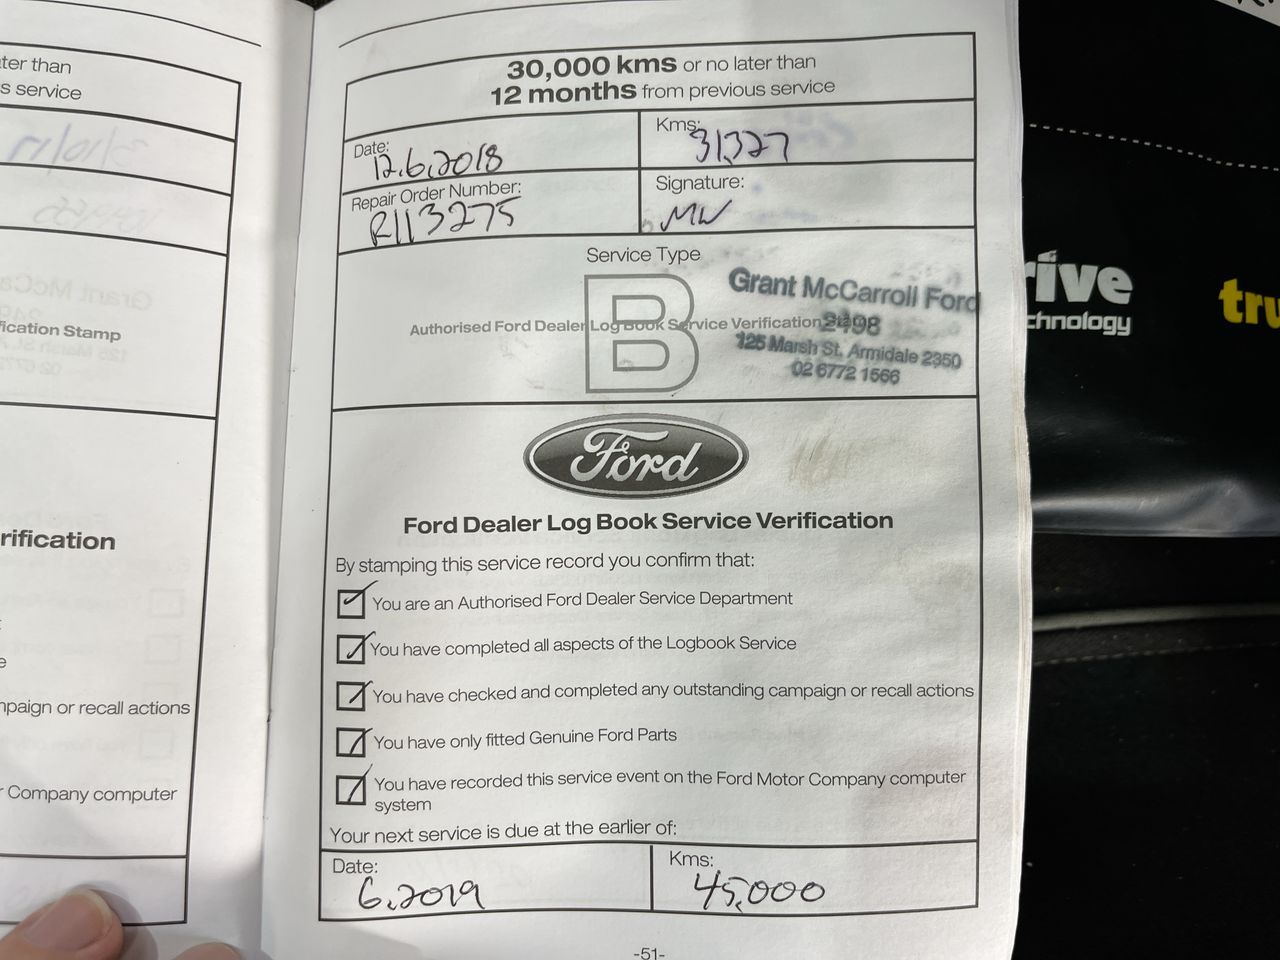 ter than
s service
ication Stamp
rification
paign or recall actions
Company computer
30,000 kms or no later than
12 months from previous service
Date:
12.6.2018
Kms:
31,327
Repair Order Number:
R113275
Signature:
MW
Service Type
B
Authorised Ford Dealer Log Book Service Verification
Grant McCarroll Ford
2498
125 Marsh St. Armidale 2350
02 6772 1566
Ford
Ford Dealer Log Book Service Verification
By stamping this service record you confirm that:
You are an Authorised Ford Dealer Service Department
You have completed all aspects of the Logbook Service
You have checked and completed any outstanding campaign or recall actions
You have only fitted Genuine Ford Parts
You have recorded this service event on the Ford Motor Company computer
system
Your next service is due at the earlier of:
Date:
6.2019
Kms:
45,000
-51-
rive
chnology
tru